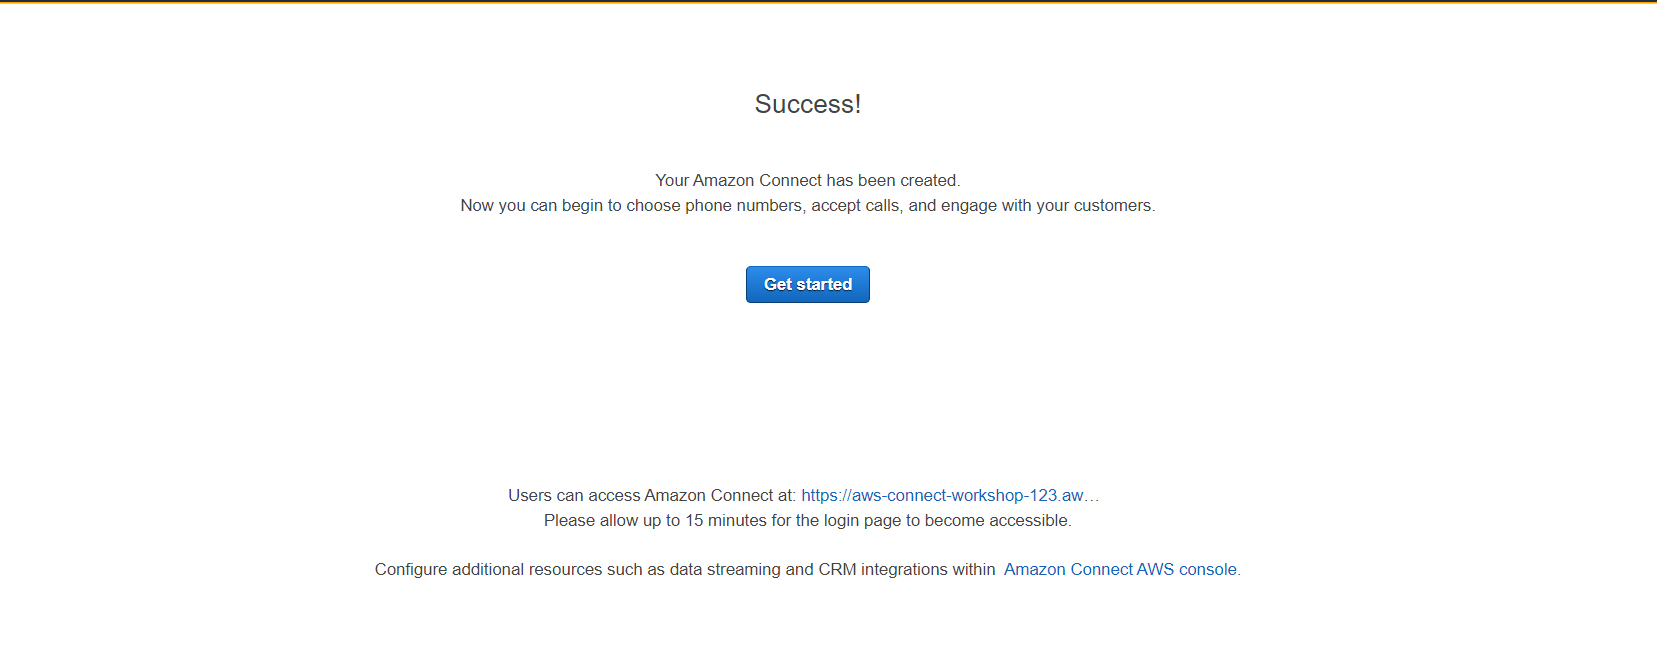 Success!
Your Amazon Connect has been created.
Now you can begin to choose phone numbers, accept calls, and engage with your customers.
Get started
Users can access Amazon Connect at: https://aws-connect-workshop-123.aw...
Please allow up to 15 minutes for the login page to become accessible.
Configure additional resources such as data streaming and CRM integrations within Amazon Connect AWS console.